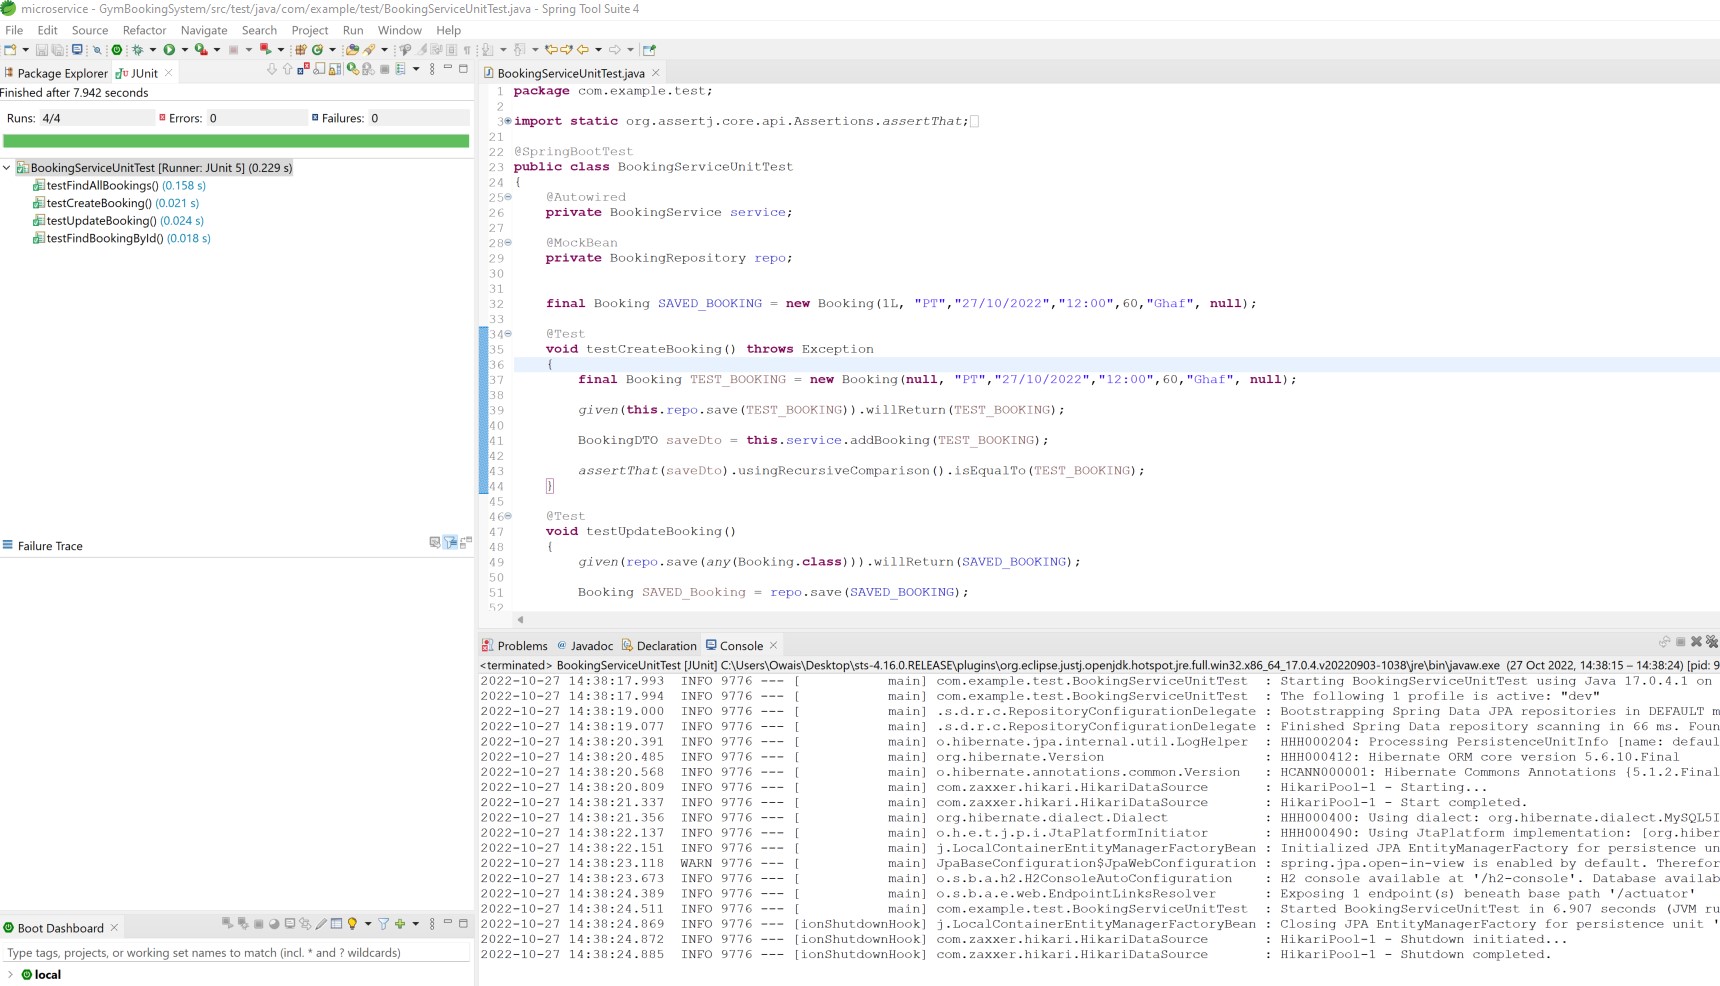 microservice - GymBookingSystem/src/test/java/com/example/test/BookingServiceUnitTest.java - Spring Tool Suite 4
File Edit Source Refactor Navigate Search Project Run Window Help
Package Explorer JUnit
Finished after 7.942 seconds
Runs: 4/4 Errors: 0 Failures: 0
BookingServiceUnitTest [Runner: JUnit 5] (0.229 s)
testFindAllBookings() (0.158 s)
testCreateBooking() (0.021 s)
testUpdateBooking() (0.024 s)
testFindBookingById() (0.018 s)
Failure Trace
Boot Dashboard
Type tags, projects, or working set names to match (incl. * and ? wildcards)
local
BookingServiceUnitTest.java
1 package com.example.test;
2
3 import static org.assertj.core.api.Assertions.assertThat;
21
22 @SpringBootTest
23 public class BookingServiceUnitTest
24 {
25 @Autowired
26 private BookingService service;
27
28 @MockBean
29 private BookingRepository repo;
30
31
32 final Booking SAVED_BOOKING = new Booking(1L, "PT","27/10/2022","12:00",60,"Ghaf", null);
33
34 @Test
35 void testCreateBooking() throws Exception
36 {
37 final Booking TEST_BOOKING = new Booking(null, "PT","27/10/2022","12:00",60,"Ghaf", null);
38
39 given(this.repo.save(TEST_BOOKING)).willReturn(TEST_BOOKING);
40
41 BookingDTO saveDto = this.service.addBooking(TEST_BOOKING);
42
43 assertThat(saveDto).usingRecursiveComparison().isEqualTo(TEST_BOOKING);
44 }
45
46 @Test
47 void testUpdateBooking()
48 {
49 given(repo.save(any(Booking.class))).willReturn(SAVED_BOOKING);
50
51 Booking SAVED_Booking = repo.save(SAVED_BOOKING);
52
Problems @ Javadoc Declaration Console
<terminated> BookingServiceUnitTest [JUnit] C:\Users\Owais\Desktop\sts-4.16.0.RELEASE\plugins\org.eclipse.justj.openjdk.hotspot.jre.full.win32.x86_64_17.0.4.v20220903-1038\jre\bin\javaw.exe (27 Oct 2022, 14:38:15 – 14:38:24) [pid: 9
2022-10-27 14:38:17.993 INFO 9776 --- [ main] com.example.test.BookingServiceUnitTest : Starting BookingServiceUnitTest using Java 17.0.4.1 on
2022-10-27 14:38:17.994 INFO 9776 --- [ main] com.example.test.BookingServiceUnitTest : The following 1 profile is active: "dev"
2022-10-27 14:38:19.000 INFO 9776 --- [ main] .s.d.r.c.RepositoryConfigurationDelegate : Bootstrapping Spring Data JPA repositories in DEFAULT m
2022-10-27 14:38:19.077 INFO 9776 --- [ main] .s.d.r.c.RepositoryConfigurationDelegate : Finished Spring Data repository scanning in 66 ms. Foun
2022-10-27 14:38:20.391 INFO 9776 --- [ main] o.hibernate.jpa.internal.util.LogHelper : HHH000204: Processing PersistenceUnitInfo [name: defaul
2022-10-27 14:38:20.485 INFO 9776 --- [ main] org.hibernate.Version : HHH000412: Hibernate ORM core version 5.6.10.Final
2022-10-27 14:38:20.568 INFO 9776 --- [ main] o.hibernate.annotations.common.Version : HCANN000001: Hibernate Commons Annotations {5.1.2.Final
2022-10-27 14:38:20.809 INFO 9776 --- [ main] com.zaxxer.hikari.HikariDataSource : HikariPool-1 - Starting...
2022-10-27 14:38:21.337 INFO 9776 --- [ main] com.zaxxer.hikari.HikariDataSource : HikariPool-1 - Start completed.
2022-10-27 14:38:21.356 INFO 9776 --- [ main] org.hibernate.dialect.Dialect : HHH000400: Using dialect: org.hibernate.dialect.MySQL5I
2022-10-27 14:38:22.137 INFO 9776 --- [ main] o.h.e.t.j.p.i.JtaPlatformInitiator : HHH000490: Using JtaPlatform implementation: [org.hiber
2022-10-27 14:38:22.151 INFO 9776 --- [ main] j.LocalContainerEntityManagerFactoryBean : Initialized JPA EntityManagerFactory for persistence un
2022-10-27 14:38:23.118 WARN 9776 --- [ main] JpaBaseConfiguration$JpaWebConfiguration : spring.jpa.open-in-view is enabled by default. Therefor
2022-10-27 14:38:23.673 INFO 9776 --- [ main] o.s.b.a.h2.H2ConsoleAutoConfiguration : H2 console available at '/h2-console'. Database availab
2022-10-27 14:38:24.389 INFO 9776 --- [ main] o.s.b.a.e.web.EndpointLinksResolver : Exposing 1 endpoint(s) beneath base path '/actuator'
2022-10-27 14:38:24.511 INFO 9776 --- [ main] com.example.test.BookingServiceUnitTest : Started BookingServiceUnitTest in 6.907 seconds (JVM ru
2022-10-27 14:38:24.869 INFO 9776 --- [ionShutdownHook] j.LocalContainerEntityManagerFactoryBean : Closing JPA EntityManagerFactory for persistence unit '
2022-10-27 14:38:24.872 INFO 9776 --- [ionShutdownHook] com.zaxxer.hikari.HikariDataSource : HikariPool-1 - Shutdown initiated...
2022-10-27 14:38:24.885 INFO 9776 --- [ionShutdownHook] com.zaxxer.hikari.HikariDataSource : HikariPool-1 - Shutdown completed.